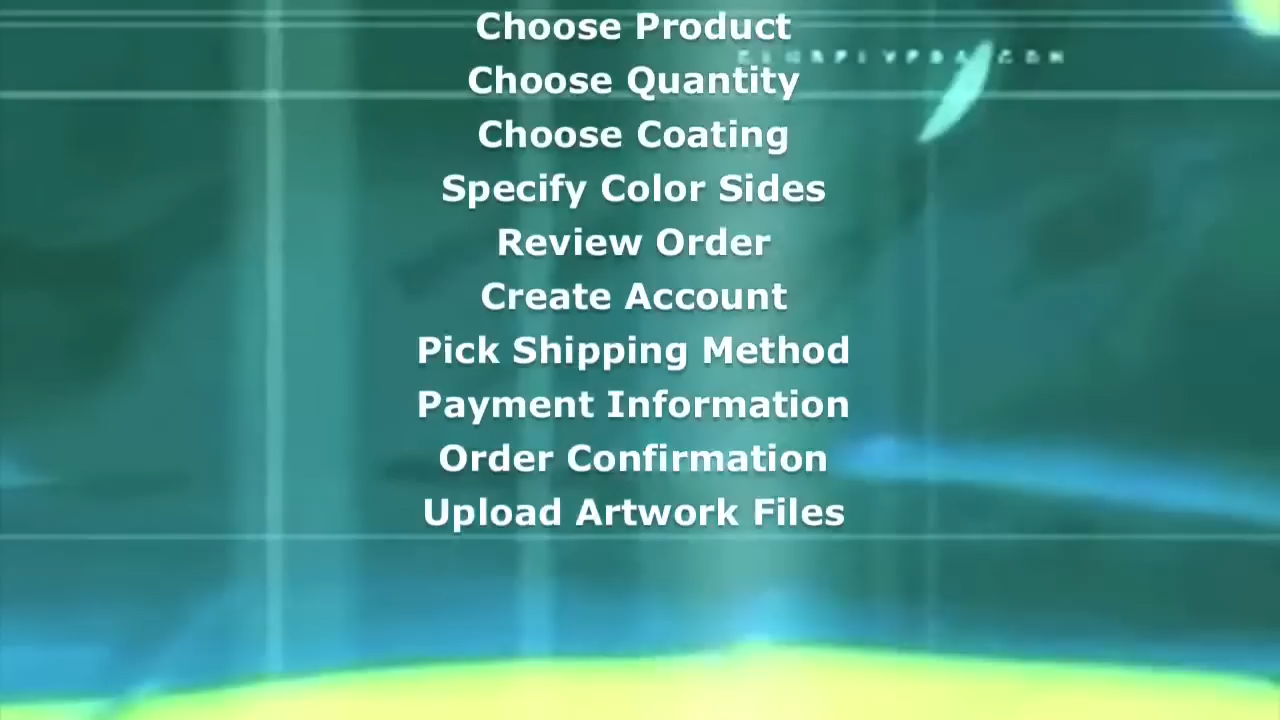 Choose Product
Choose Quantity
Choose Coating
Specify Color Sides
Review Order
Create Account
Pick Shipping Method
Payment Information
Order Confirmation
Upload Artwork Files